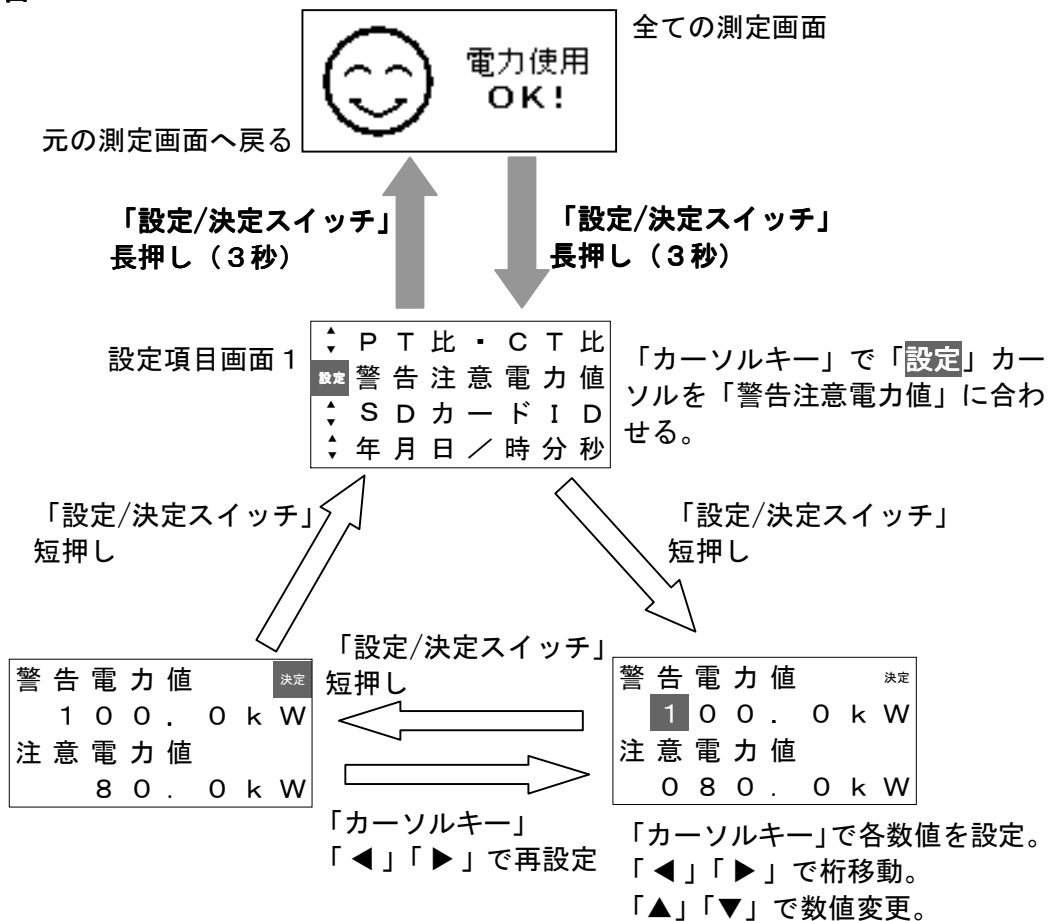 全ての測定画面
電力使用
OK!
元の測定画面へ戻る
「設定/決定スイッチ」
長押し（３秒）
「設定/決定スイッチ」
長押し（３秒）
設定項目画面１
ＰＴ比・ＣＴ比
設定 警告注意電力値
ＳＤカードＩＤ
年月日／時分秒
「カーソルキー」で「設定」カー
ソルを「警告注意電力値」に合わ
せる。
「設定/決定スイッチ」
短押し
「設定/決定スイッチ」
短押し
「設定/決定スイッチ」
短押し
警告電力値 決定
１００．０ｋＷ
注意電力値
８０．０ｋＷ
警告電力値 決定
１００．０ｋＷ
注意電力値
０８０．０ｋＷ
「カーソルキー」
「◀」「▶」で再設定
「カーソルキー」で各数値を設定。
「◀」「▶」で桁移動。
「▲」「▼」で数値変更。